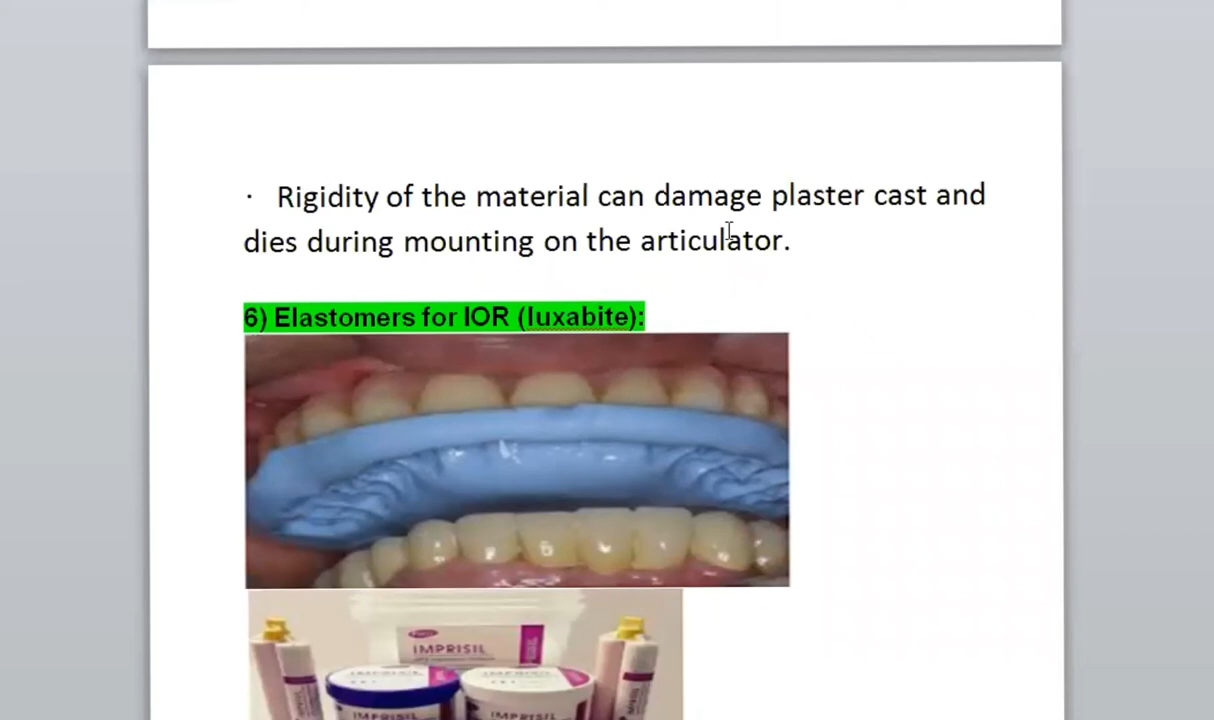 · Rigidity of the material can damage plaster cast and
dies during mounting on the articulator.
6) Elastomers for IOR (luxabite):
IMPRISIL
IMPRISIL
IMPRISIL